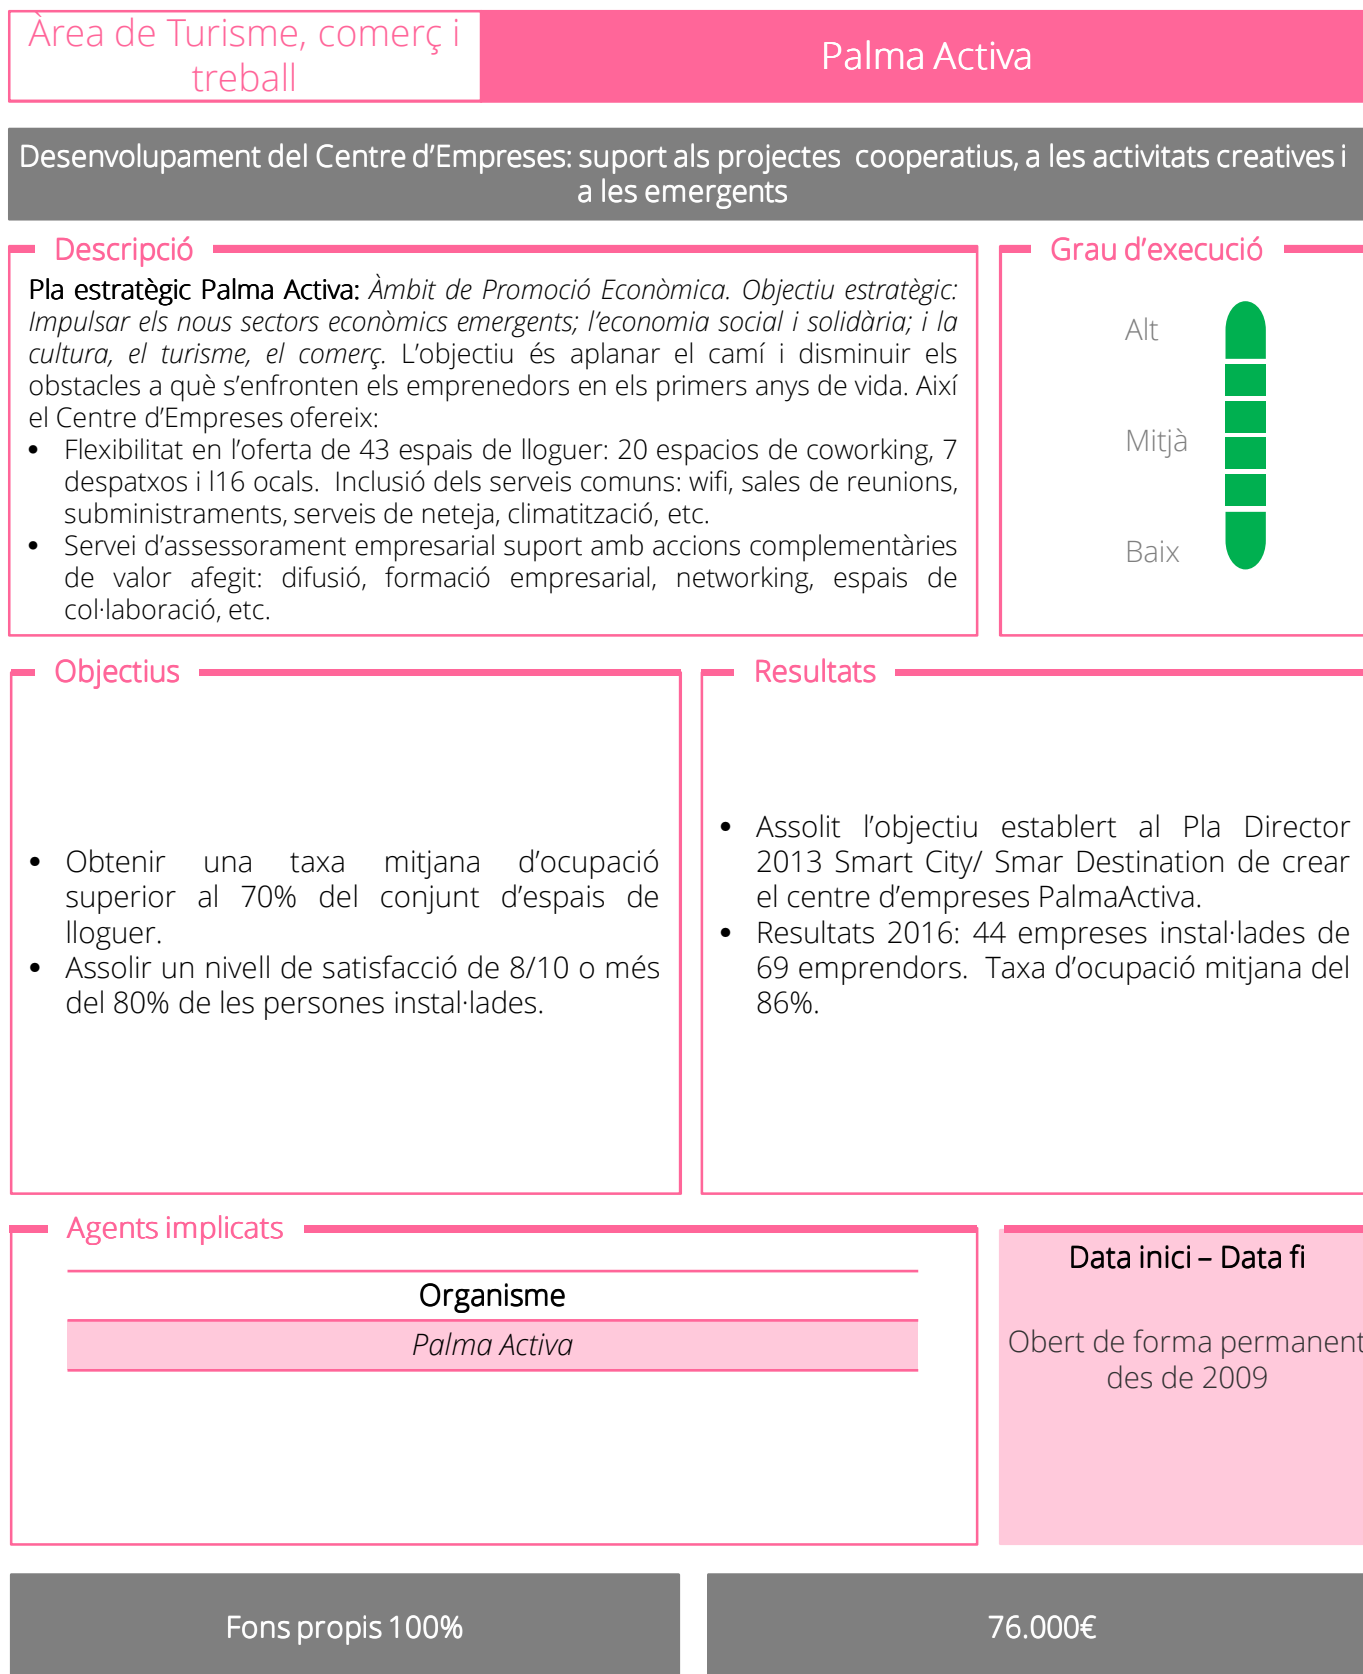 Àrea de Turisme, comerç i
treball
Palma Activa
Desenvolupament del Centre d’Empreses: suport als projectes  cooperatius, a les activitats creatives i
a les emergents
Descripció
Pla estratègic Palma Activa: Àmbit de Promoció Econòmica. Objectiu estratègic:
Impulsar els nous sectors econòmics emergents; l’economia social i solidària; i la
cultura, el turisme, el comerç. L’objectiu és aplanar el camí i disminuir els
obstacles a què s’enfronten els emprenedors en els primers anys de vida. Així
el Centre d’Empreses ofereix:
• Flexibilitat en l’oferta de 43 espais de lloguer: 20 espacios de coworking, 7
despatxos i l16 ocals.  Inclusió dels serveis comuns: wifi, sales de reunions,
subministraments, serveis de neteja, climatització, etc.
• Servei d’assessorament empresarial suport amb accions complementàries
de valor afegit: difusió, formació empresarial, networking, espais de
col·laboració, etc.
Grau d’execució
Alt
Mitjà
Baix
Objectius
• Obtenir una taxa mitjana d’ocupació
superior al 70% del conjunt d’espais de
lloguer.
• Assolir un nivell de satisfacció de 8/10 o més
del 80% de les persones instal·lades.
Resultats
• Assolit l’objectiu establert al Pla Director
2013 Smart City/ Smar Destination de crear
el centre d’empreses PalmaActiva.
• Resultats 2016: 44 empreses instal·lades de
69 emprendors.  Taxa d’ocupació mitjana del
86%.
Agents implicats
Organisme
Palma Activa
Data inici – Data fi
Obert de forma permanent
des de 2009
Fons propis 100%
76.000€